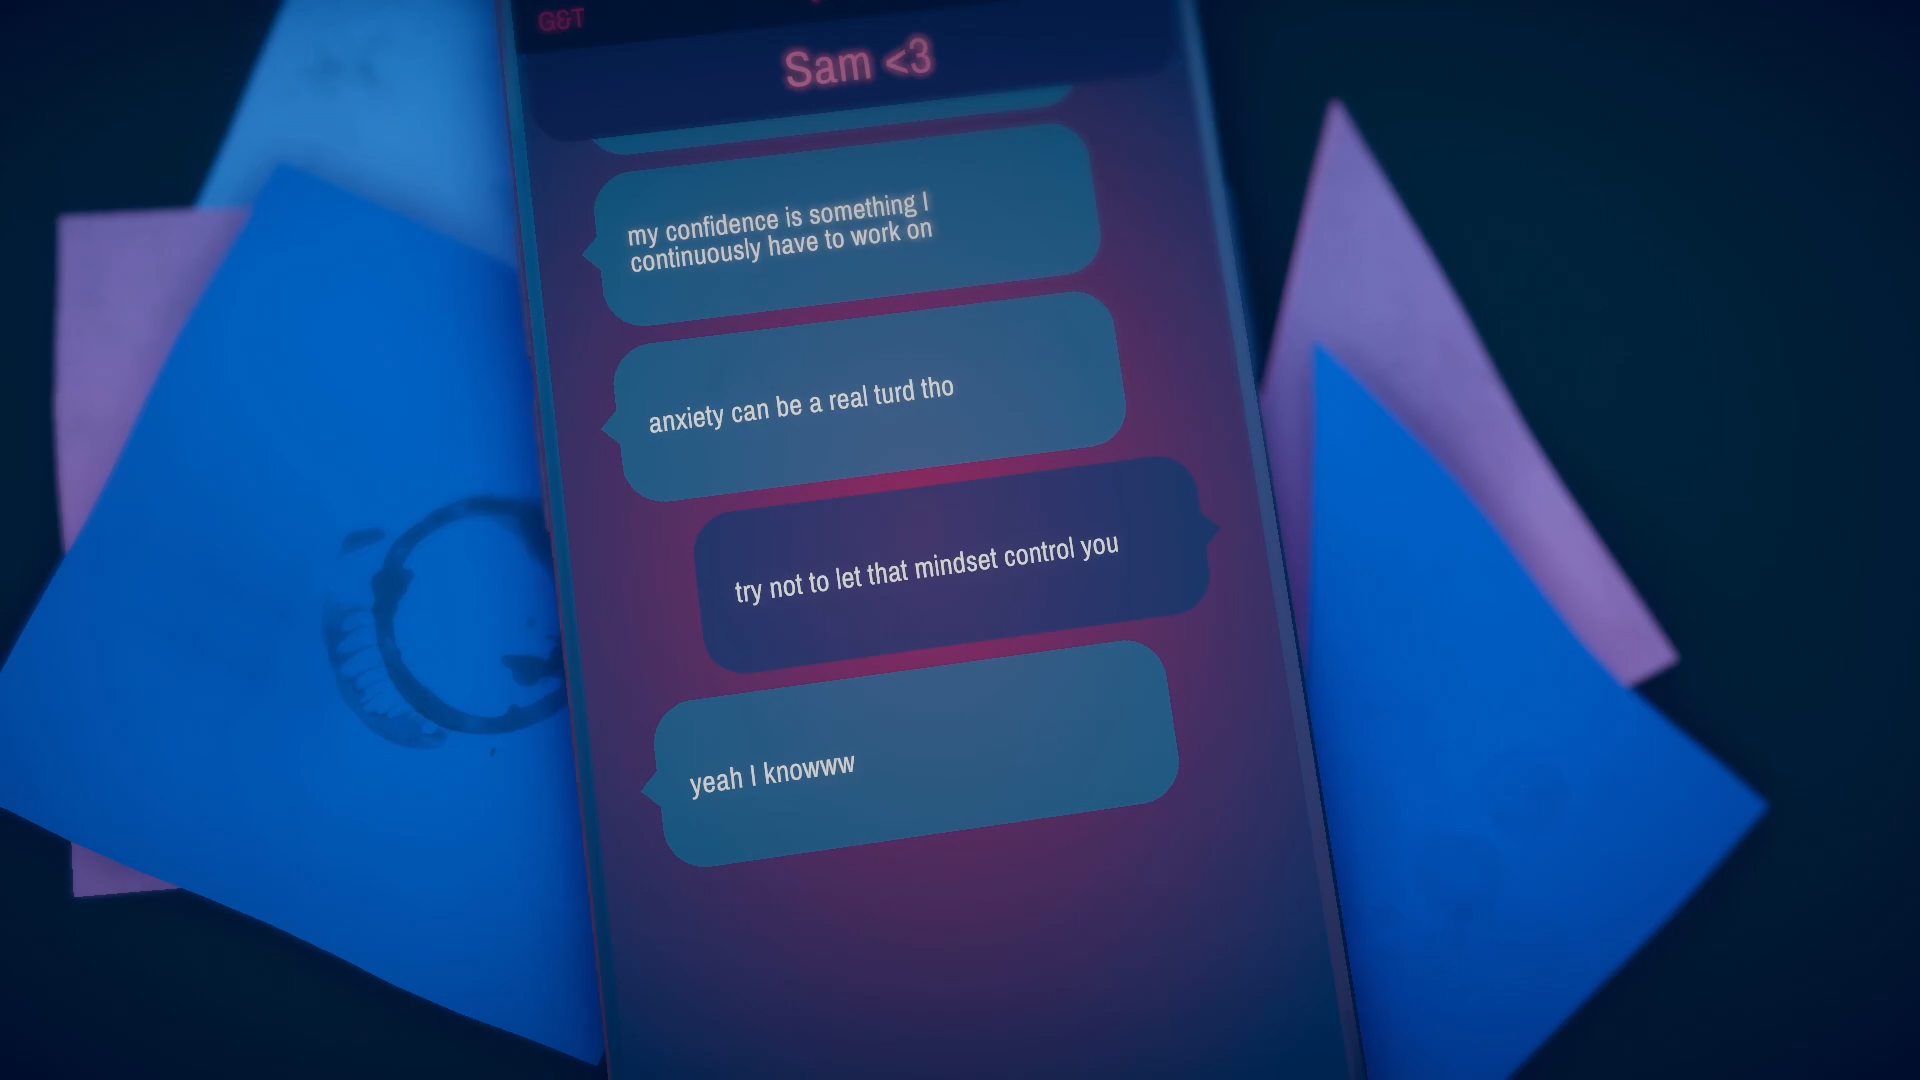 G&T
Sam <3
my confidence is something I
continuously have to work on
anxiety can be a real turd tho
try not to let that mindset control you
yeah I knowww